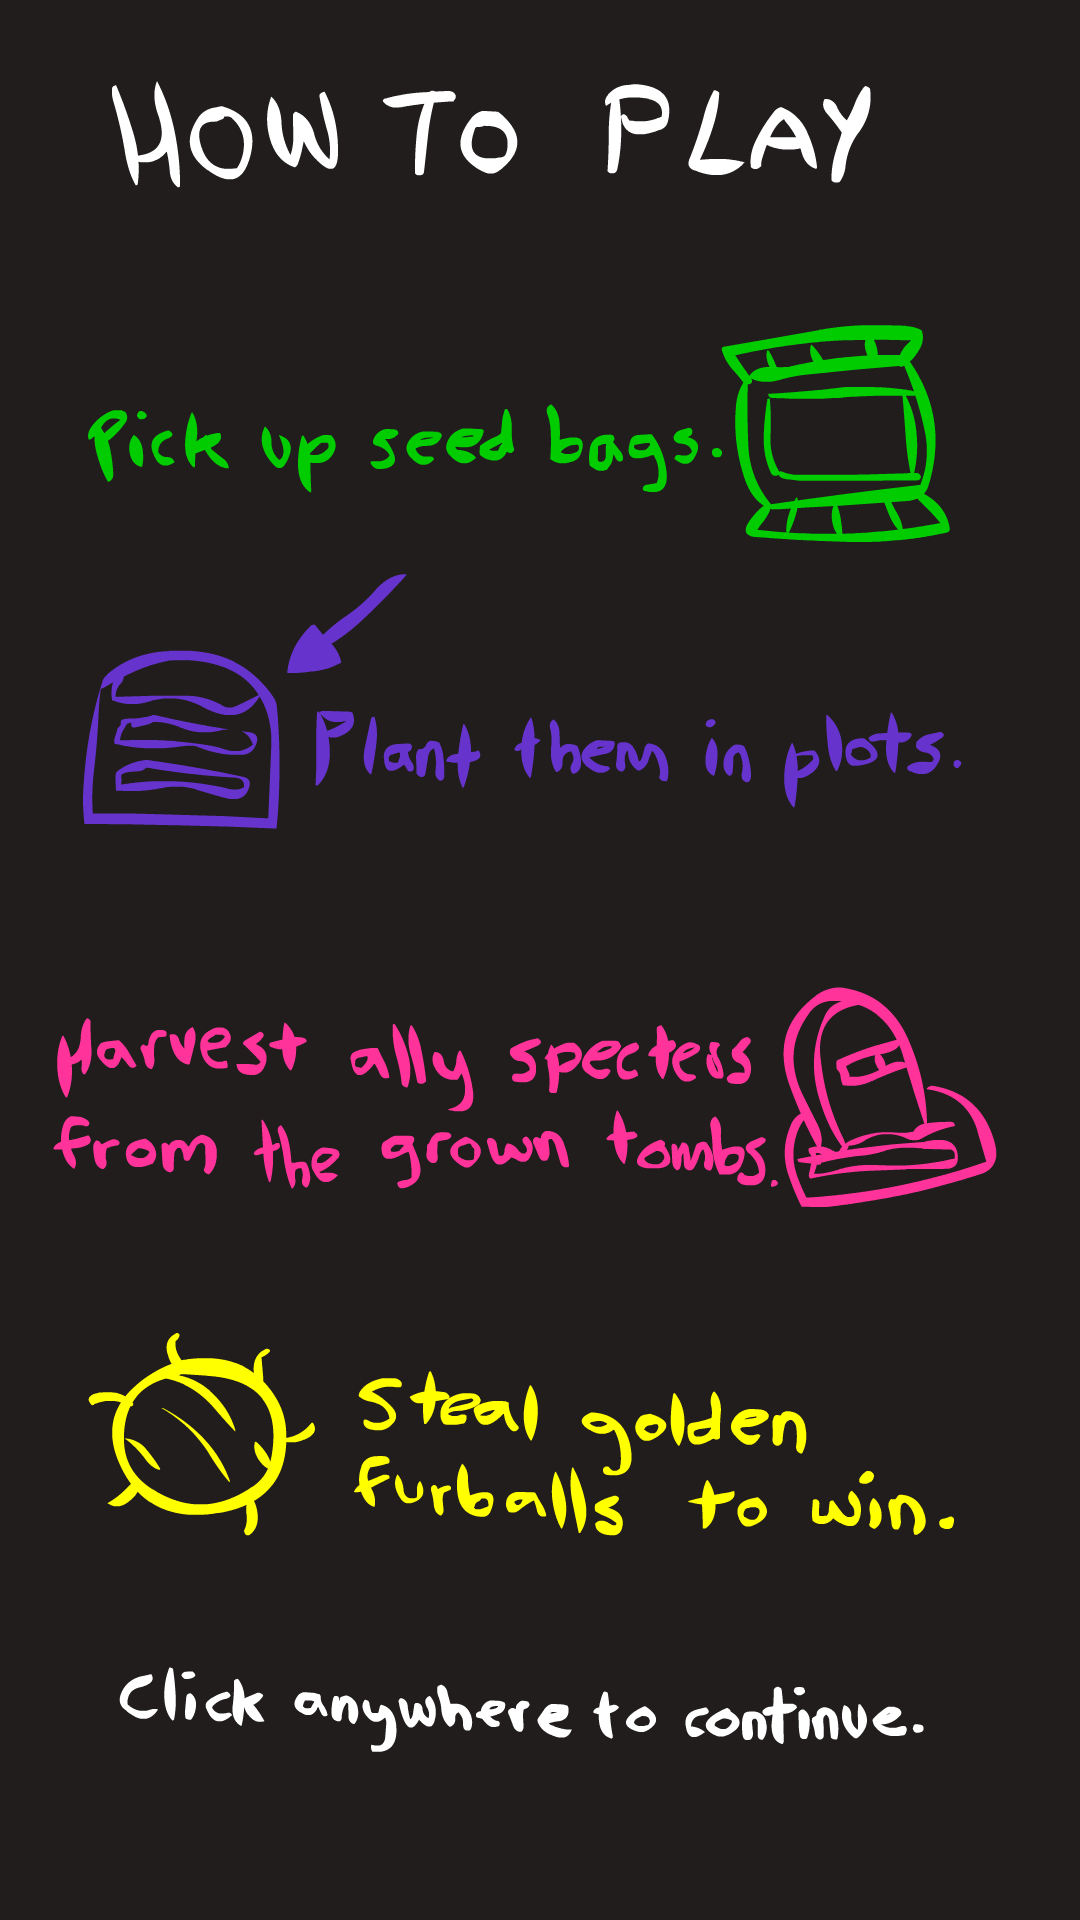 HOW TO PLAY
Pick up seed bags.
Plant them in plots.
Harvest ally specters
from the grown tombs.
Steal golden
furballs to win.
Click anywhere to continue.